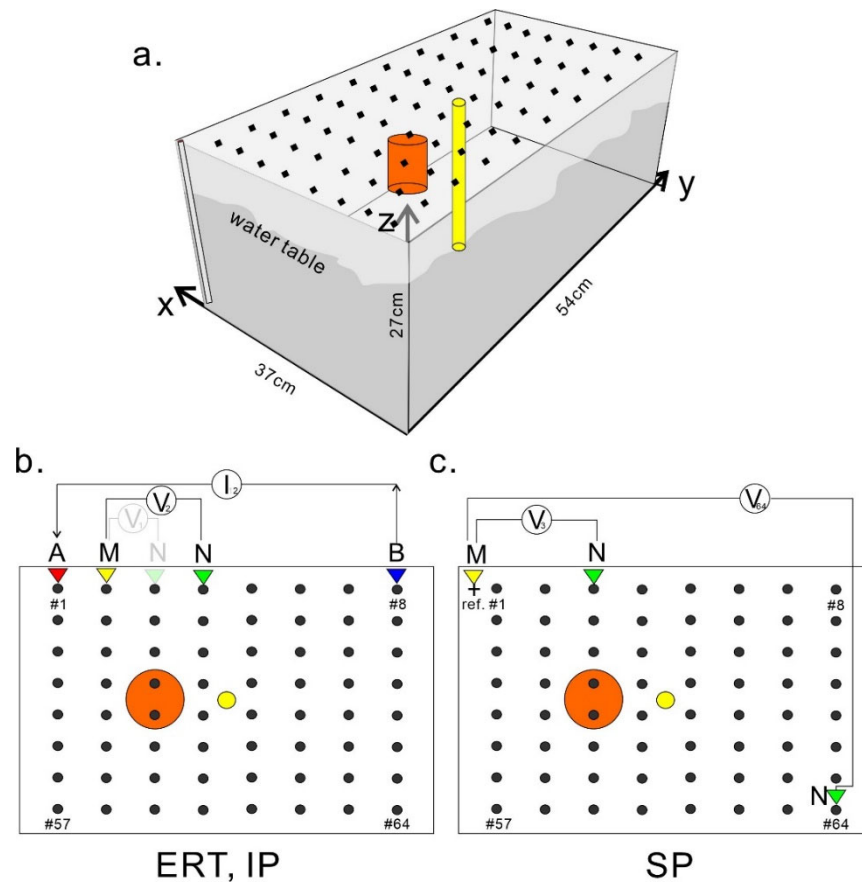 a.
z
y
water table
x
27cm
54cm
37cm
b.
c.
I2
V2
V1
V64
V3
A M N N B
M N
#1
#8
+
ref. #1
#8
N
#57
#64
#57
#64
ERT, IP
SP